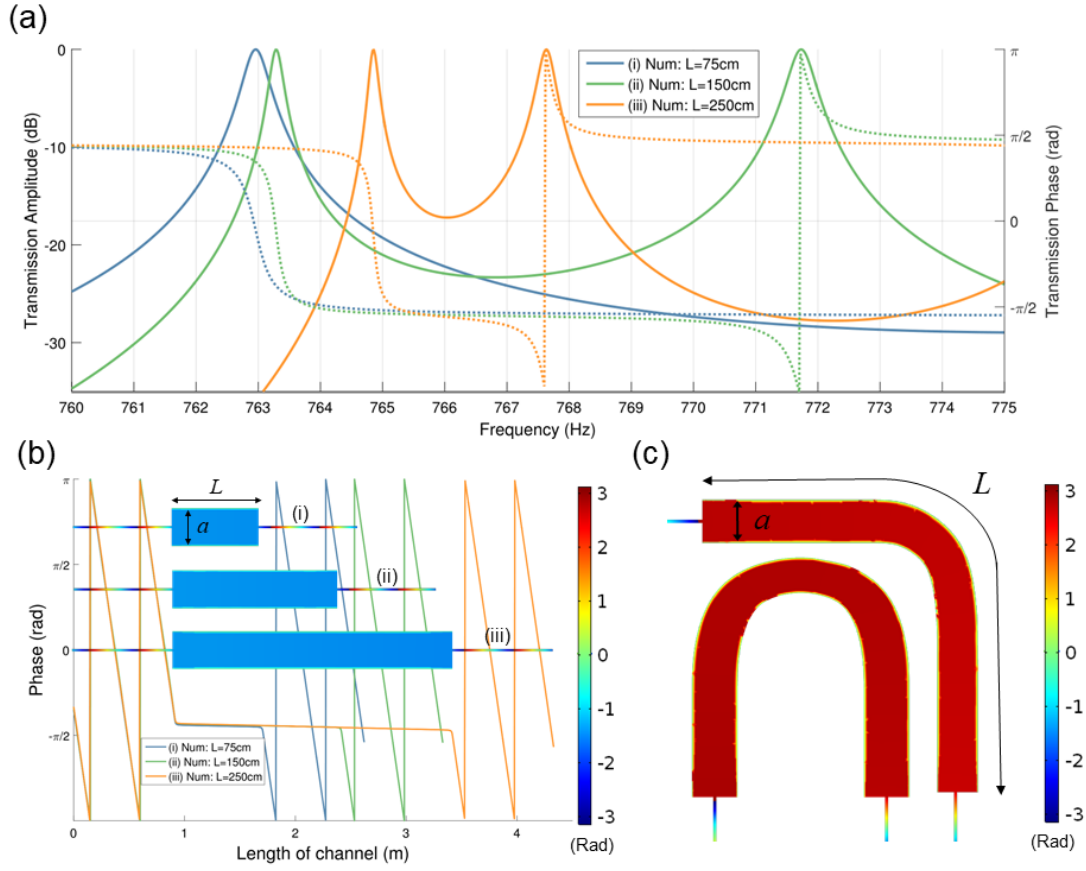 (a)
0
-10
-20
-30
Transmission Amplitude (dB)
π
π/2
0
-π/2
Transmission Phase (rad)
(i) Num: L=75cm
(ii) Num: L=150cm
(iii) Num: L=250cm
760 761 762 763 764 765 766 767 768 769 770 771 772 773 774 775
Frequency (Hz)
(b)
π
π/2
0
-π/2
Phase (rad)
L
a
(i)
(ii)
(iii)
(i) Num: L=75cm
(ii) Num: L=150cm
(iii) Num: L=250cm
0 1 2 3 4
Length of channel (m)
3
2
1
0
-1
-2
-3
(Rad)
(c)
L
a
3
2
1
0
-1
-2
-3
(Rad)